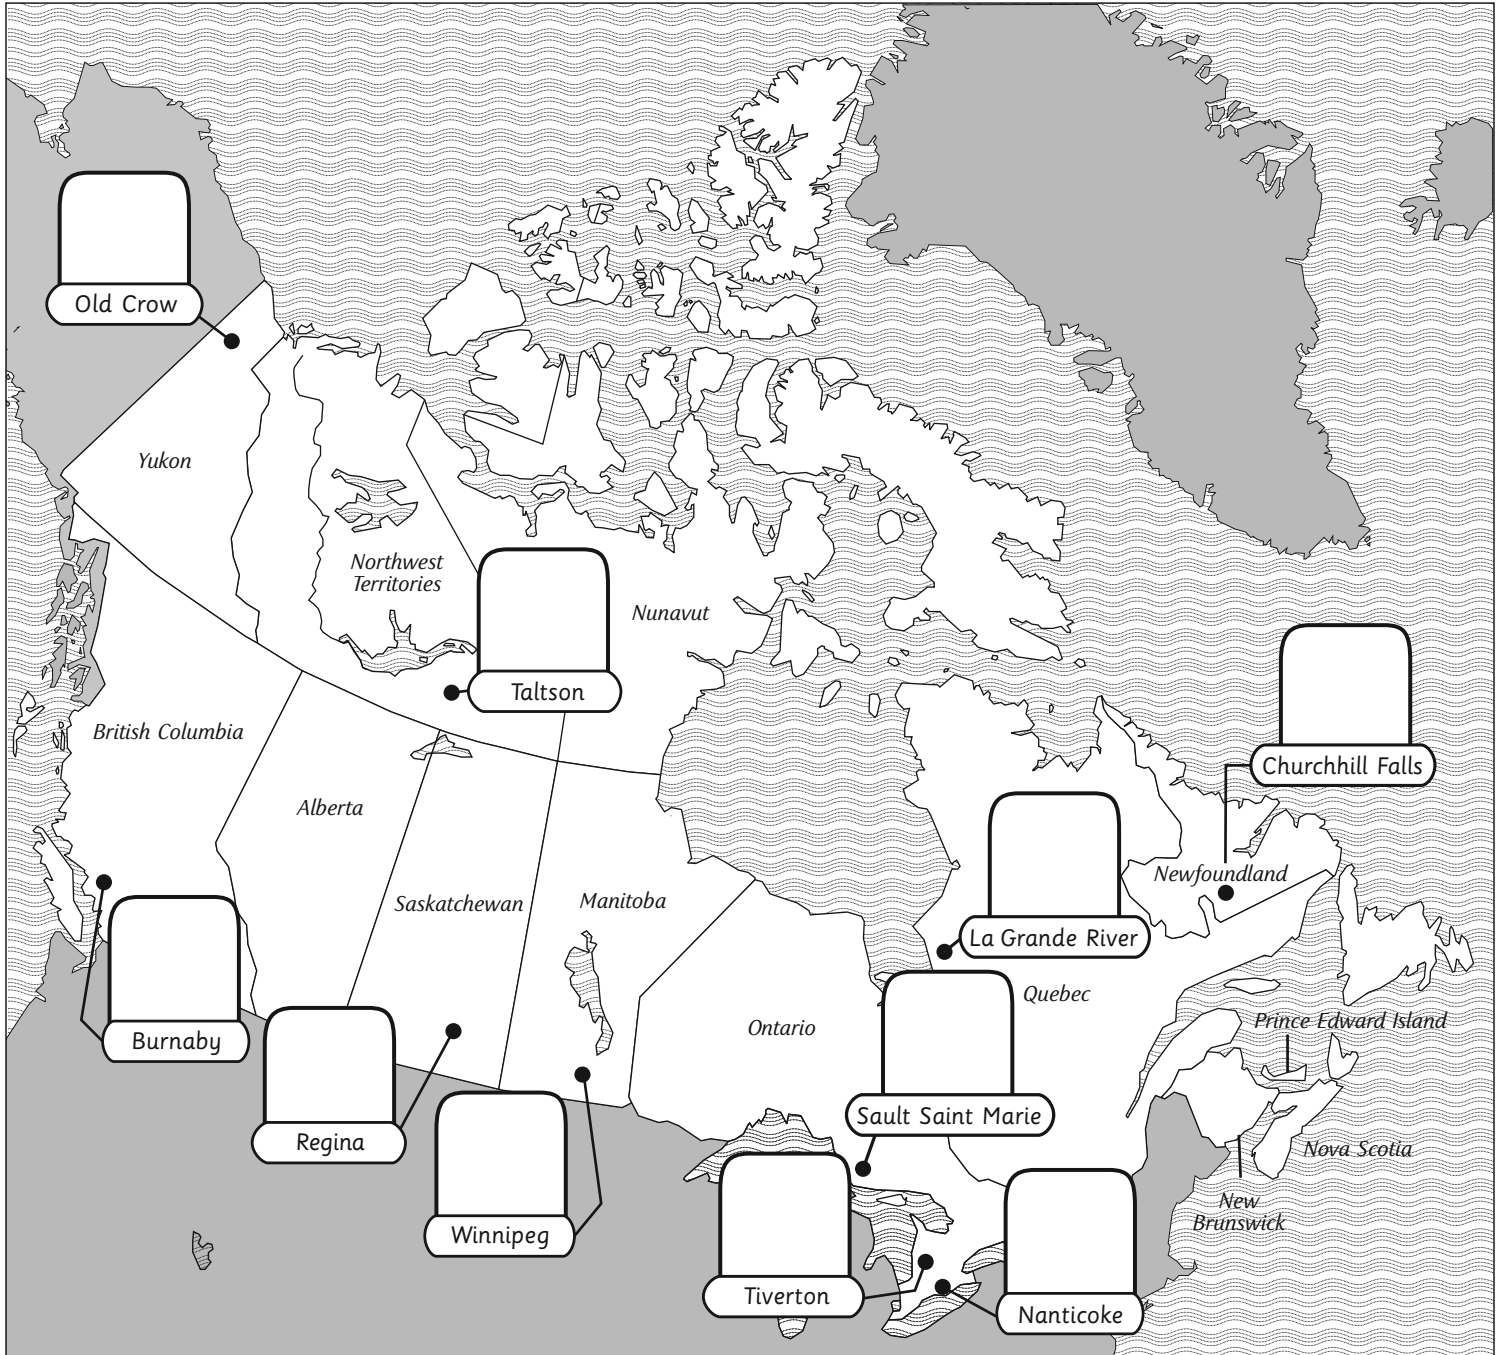 Old Crow
Yukon
Northwest
Territories
Nunavut
Taltson
British Columbia
Churchhill Falls
Alberta
Newfoundland
Saskatchewan
Manitoba
La Grande River
Quebec
Prince Edward Island
Ontario
Burnaby
Sault Saint Marie
Regina
Nova Scotia
New
Brunswick
Winnipeg
Tiverton
Nanticoke